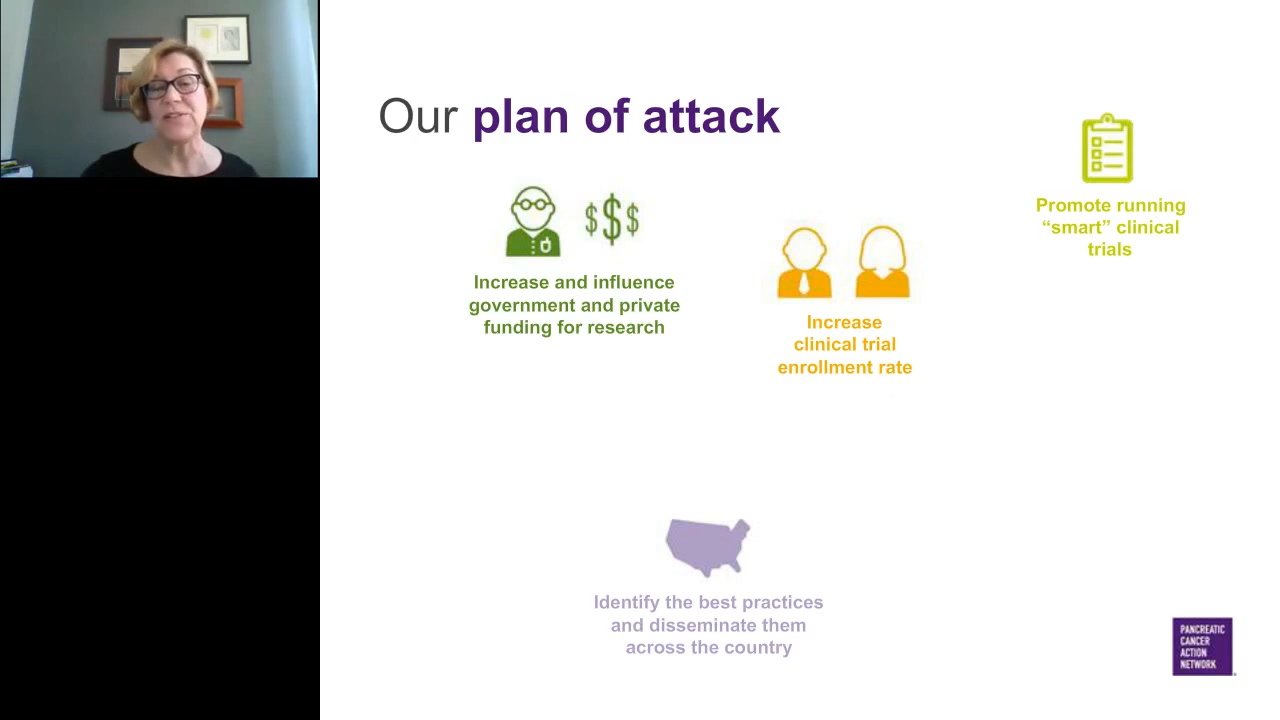 Our plan of attack
$$$
Increase and influence
government and private
funding for research
Increase
clinical trial
enrollment rate
Promote running
“smart” clinical
trials
Identify the best practices
and disseminate them
across the country
PANCREATIC
CANCER
ACTION
NETWORK